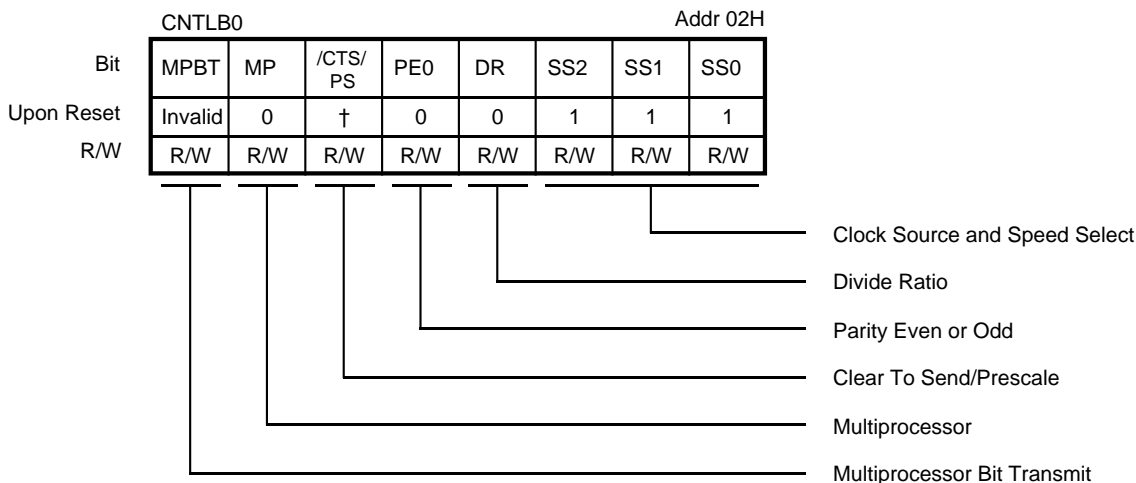 CNTLB0 Addr 02H
Bit MPBT MP /CTS/ PS PE0 DR SS2 SS1 SS0
Upon Reset Invalid 0 † 0 0 1 1 1
R/W R/W R/W R/W R/W R/W R/W R/W R/W
Clock Source and Speed Select
Divide Ratio
Parity Even or Odd
Clear To Send/Prescale
Multiprocessor
Multiprocessor Bit Transmit